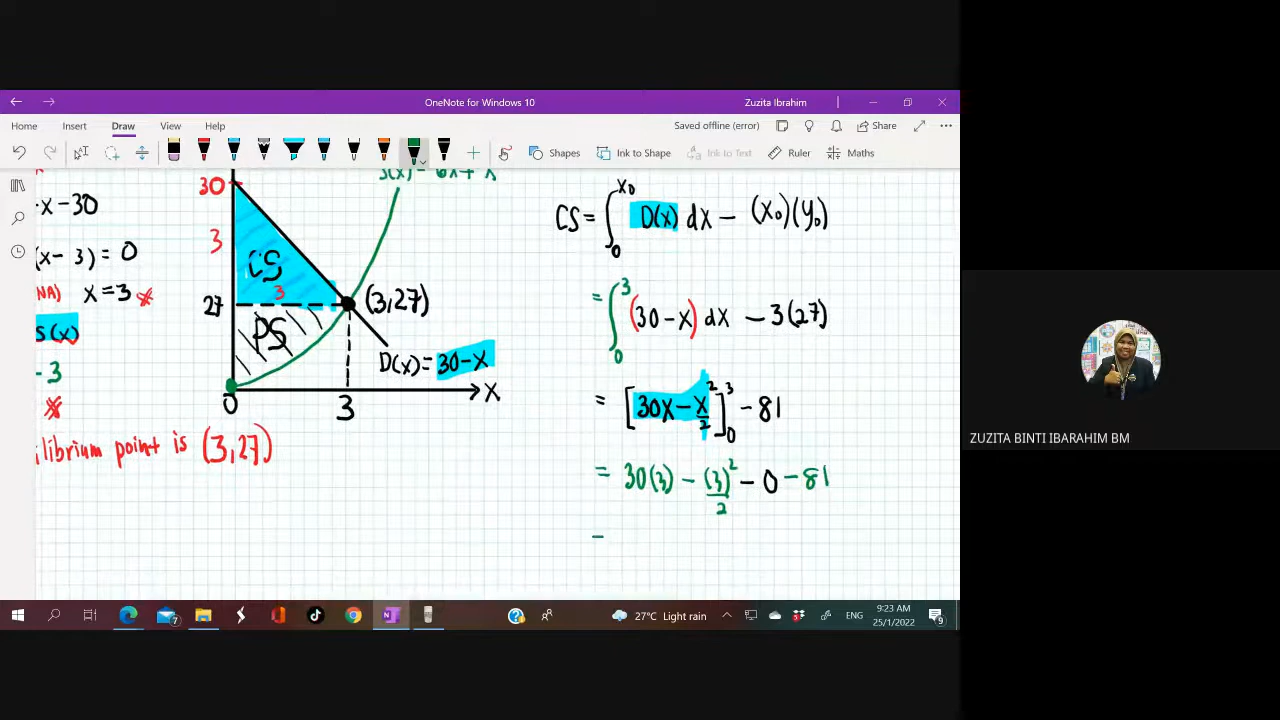 OneNote for Windows 10
Zuzita Ibrahim
Home Insert Draw View Help
Saved offline (error)
Share
Shapes
Ink to Shape
Ink to Text
Ruler
Maths
30
3
27
CS
3
PS
(3,27)
D(x) = 30-x
0
3
x
x - 30
(x - 3) = 0
x = 3
S(x)
3
librium point is (3,27)
CS = ∫₀^x₀ D(x) dx - (x₀)(y₀)
= ∫₀³ (30 - x) dx - 3(27)
= [30x - x²/2]₀³ - 81
= 30(3) - (3)²/2 - 0 - 81
ZUZITA BINTI IBARAHIM BM
7
27°C Light rain
ENG
9:23 AM
25/1/2022
9